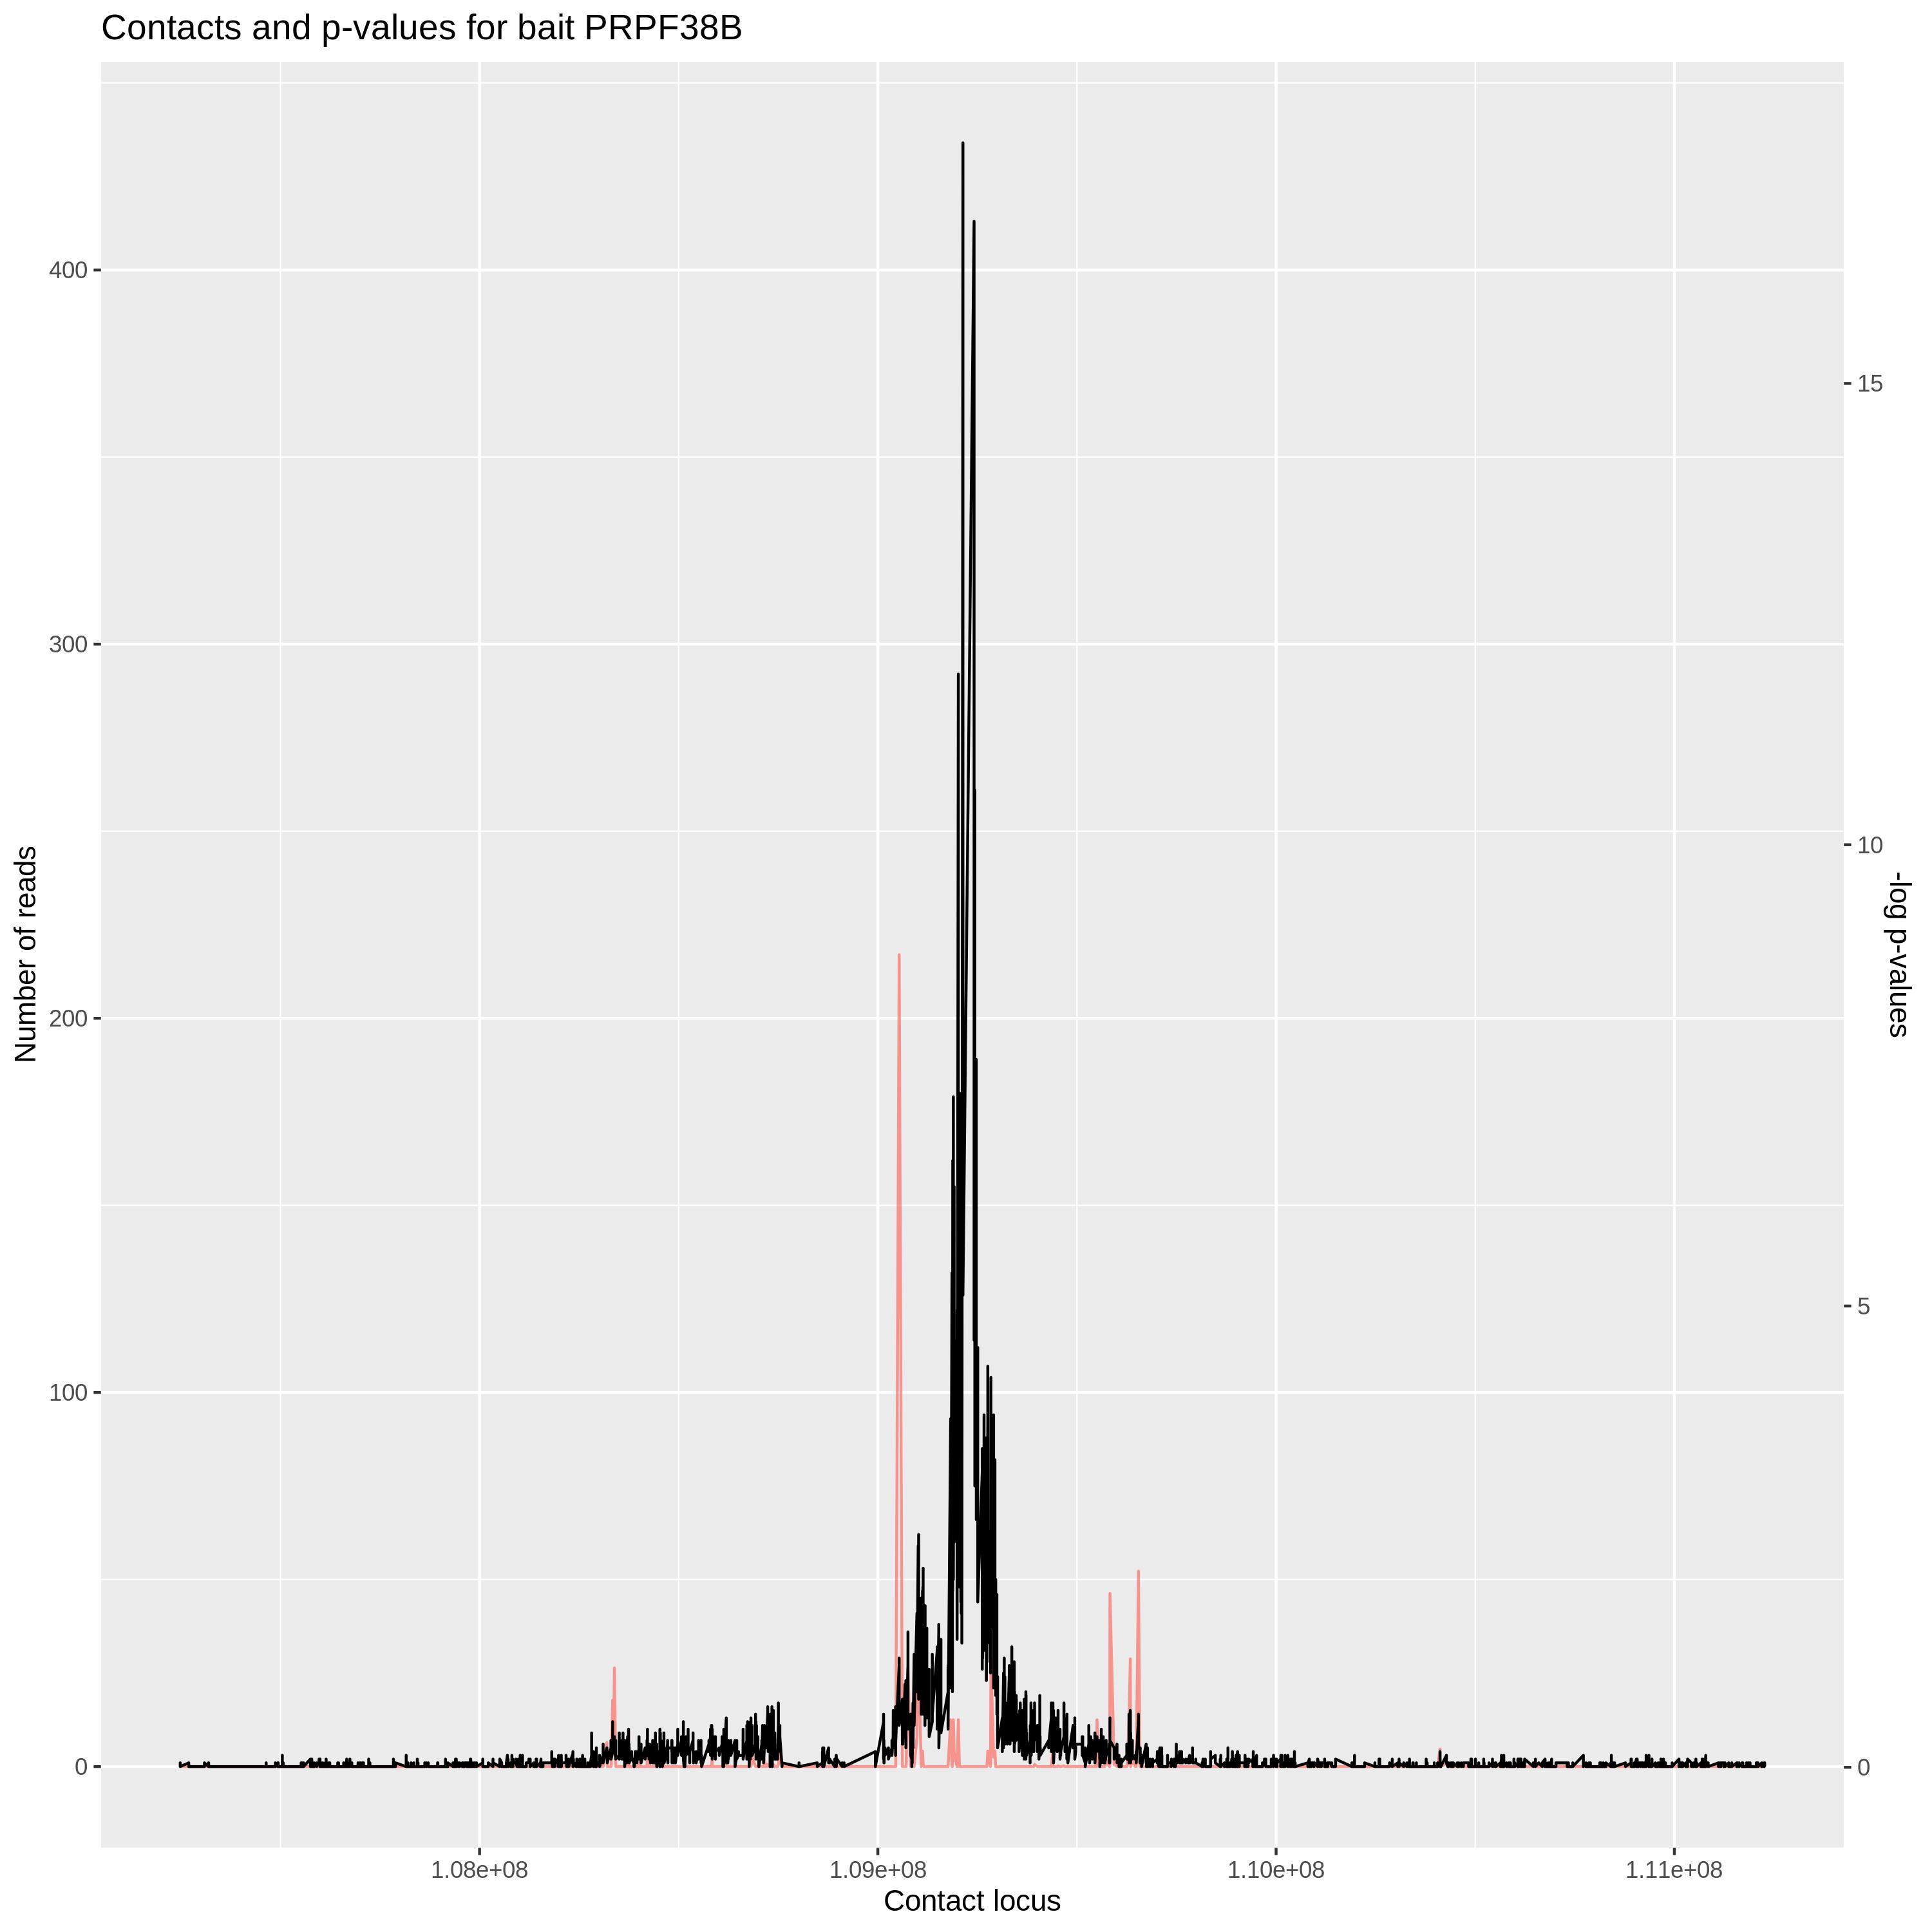 Contacts and p-values for bait PRPF38B
400
300
200
100
0
15
10
5
0
Number of reads
-log p-values
1.08e+08
1.09e+08
1.10e+08
1.11e+08
Contact locus